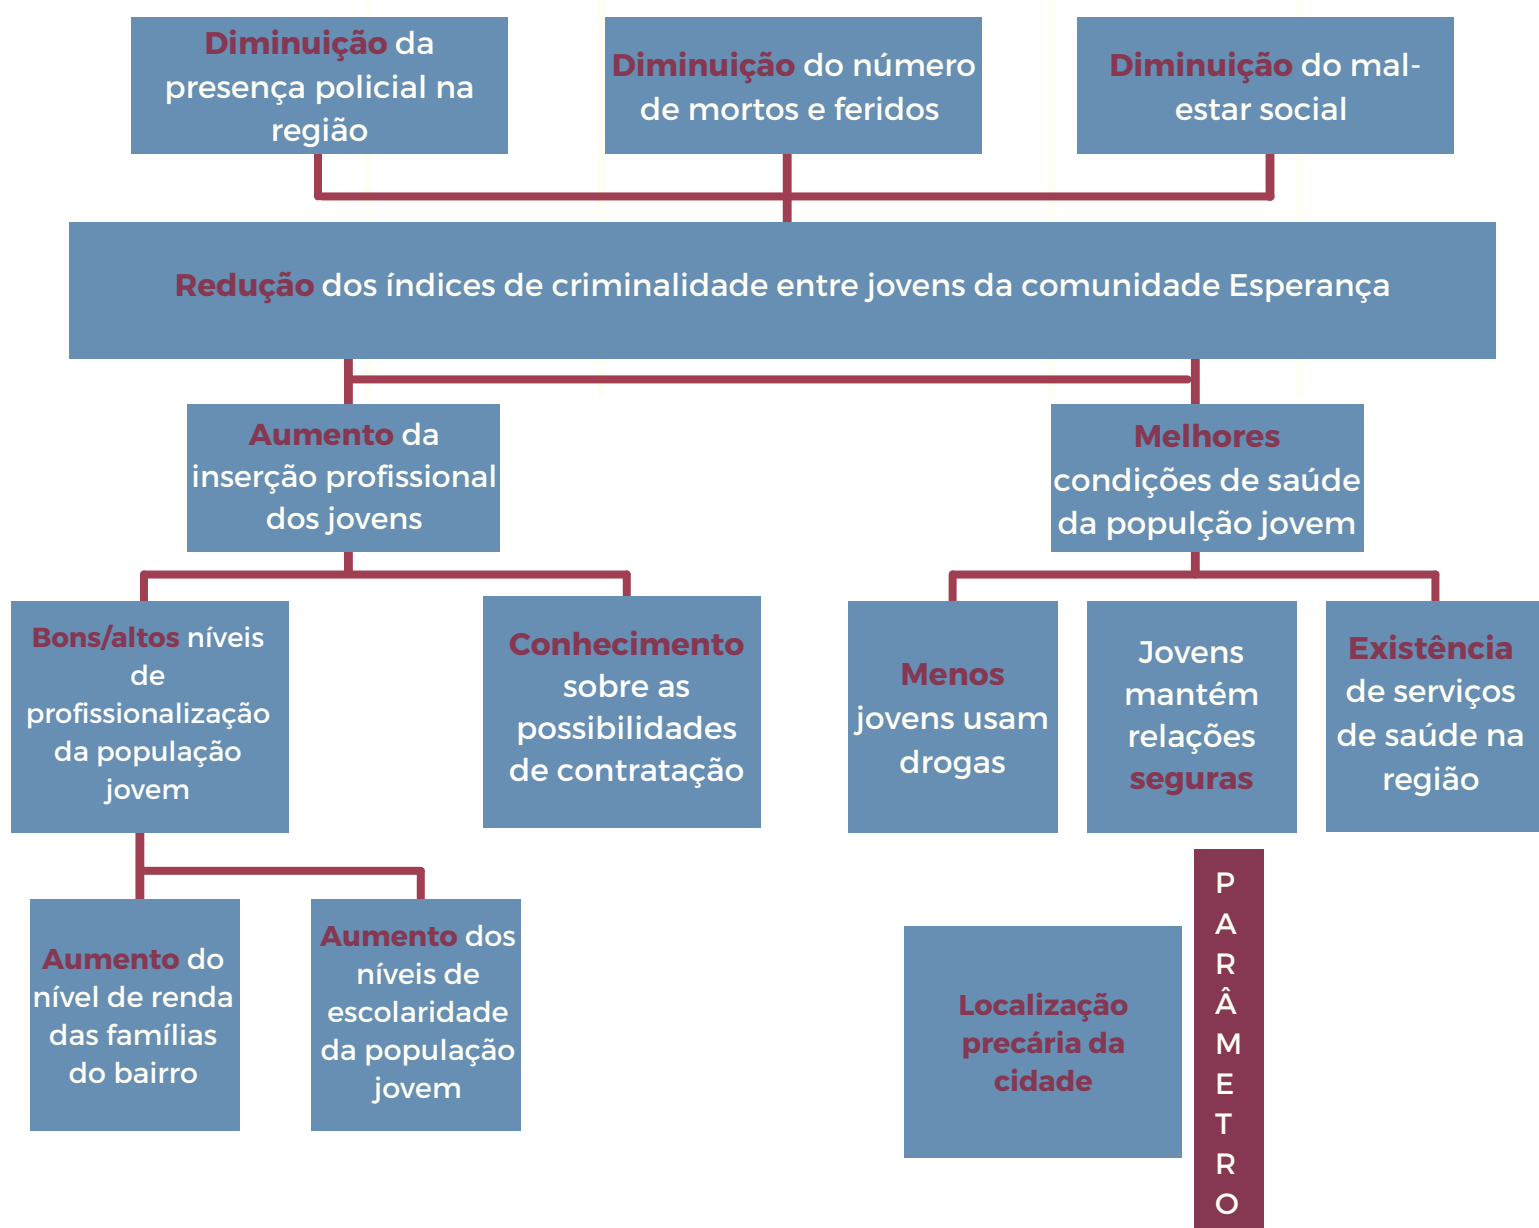 Diminuição da
presença policial na
região
Diminuição do número
de mortos e feridos
Diminuição do mal-
estar social
Redução dos índices de criminalidade entre jovens da comunidade Esperança
Aumento da
inserção profissional
dos jovens
Melhores
condições de saúde
da populção jovem
Bons/altos níveis
de
profissionalização
da população
jovem
Conhecimento
sobre as
possibilidades
de contratação
Menos
jovens usam
drogas
Jovens
mantém
relações
seguras
Existência
de serviços
de saúde na
região
Aumento do
nível de renda
das famílias
do bairro
Aumento dos
níveis de
escolaridade
da população
jovem
Localização
precária da
cidade
P
A
R
Â
M
E
T
R
O